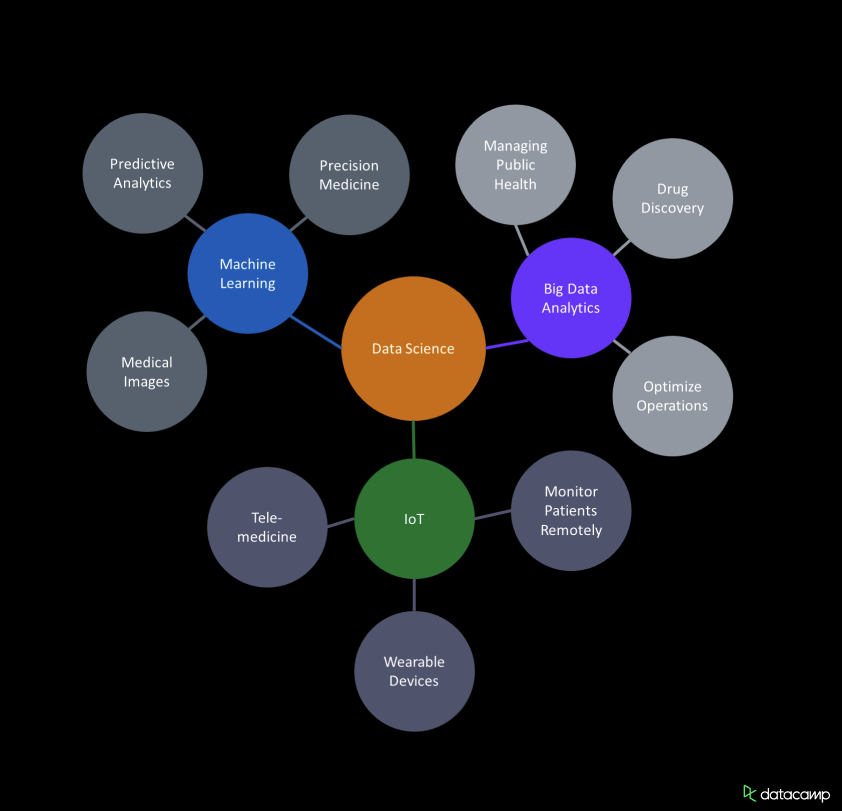 Predictive
Analytics
Precision
Medicine
Machine
Learning
Medical
Images
Data Science
Managing
Public
Health
Drug
Discovery
Big Data
Analytics
Optimize
Operations
IoT
Tele-
medicine
Monitor
Patients
Remotely
Wearable
Devices
datacamp